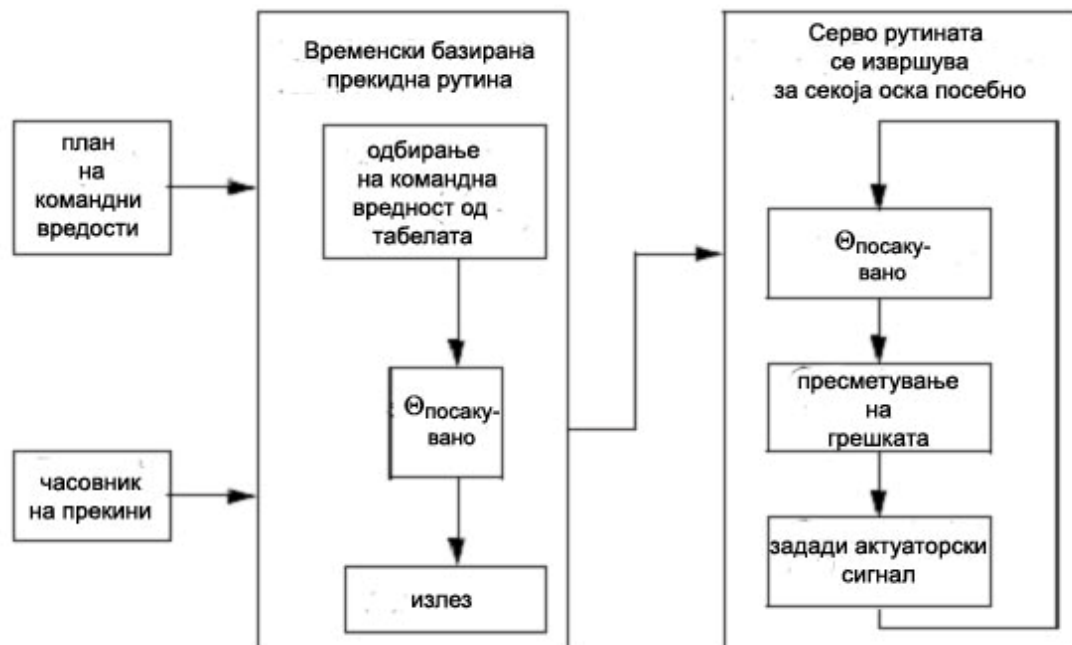 план
на
командни
вредости
часовник
на прекини
Временски базирана
прекидна рутина
одбирање
на командна
вредност од
табелата
Θпосаку-
вано
излез
Серво рутината
се извршува
за секоја оска посебно
Θпосаку-
вано
пресметување
на
грешката
задади актуаторски
сигнал